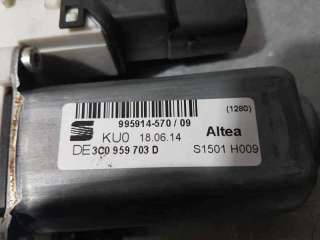 995914-570 / 09
(1280)
KU0 18.06.14
Altea
DE 3C0 959 703 D
S1501 H009